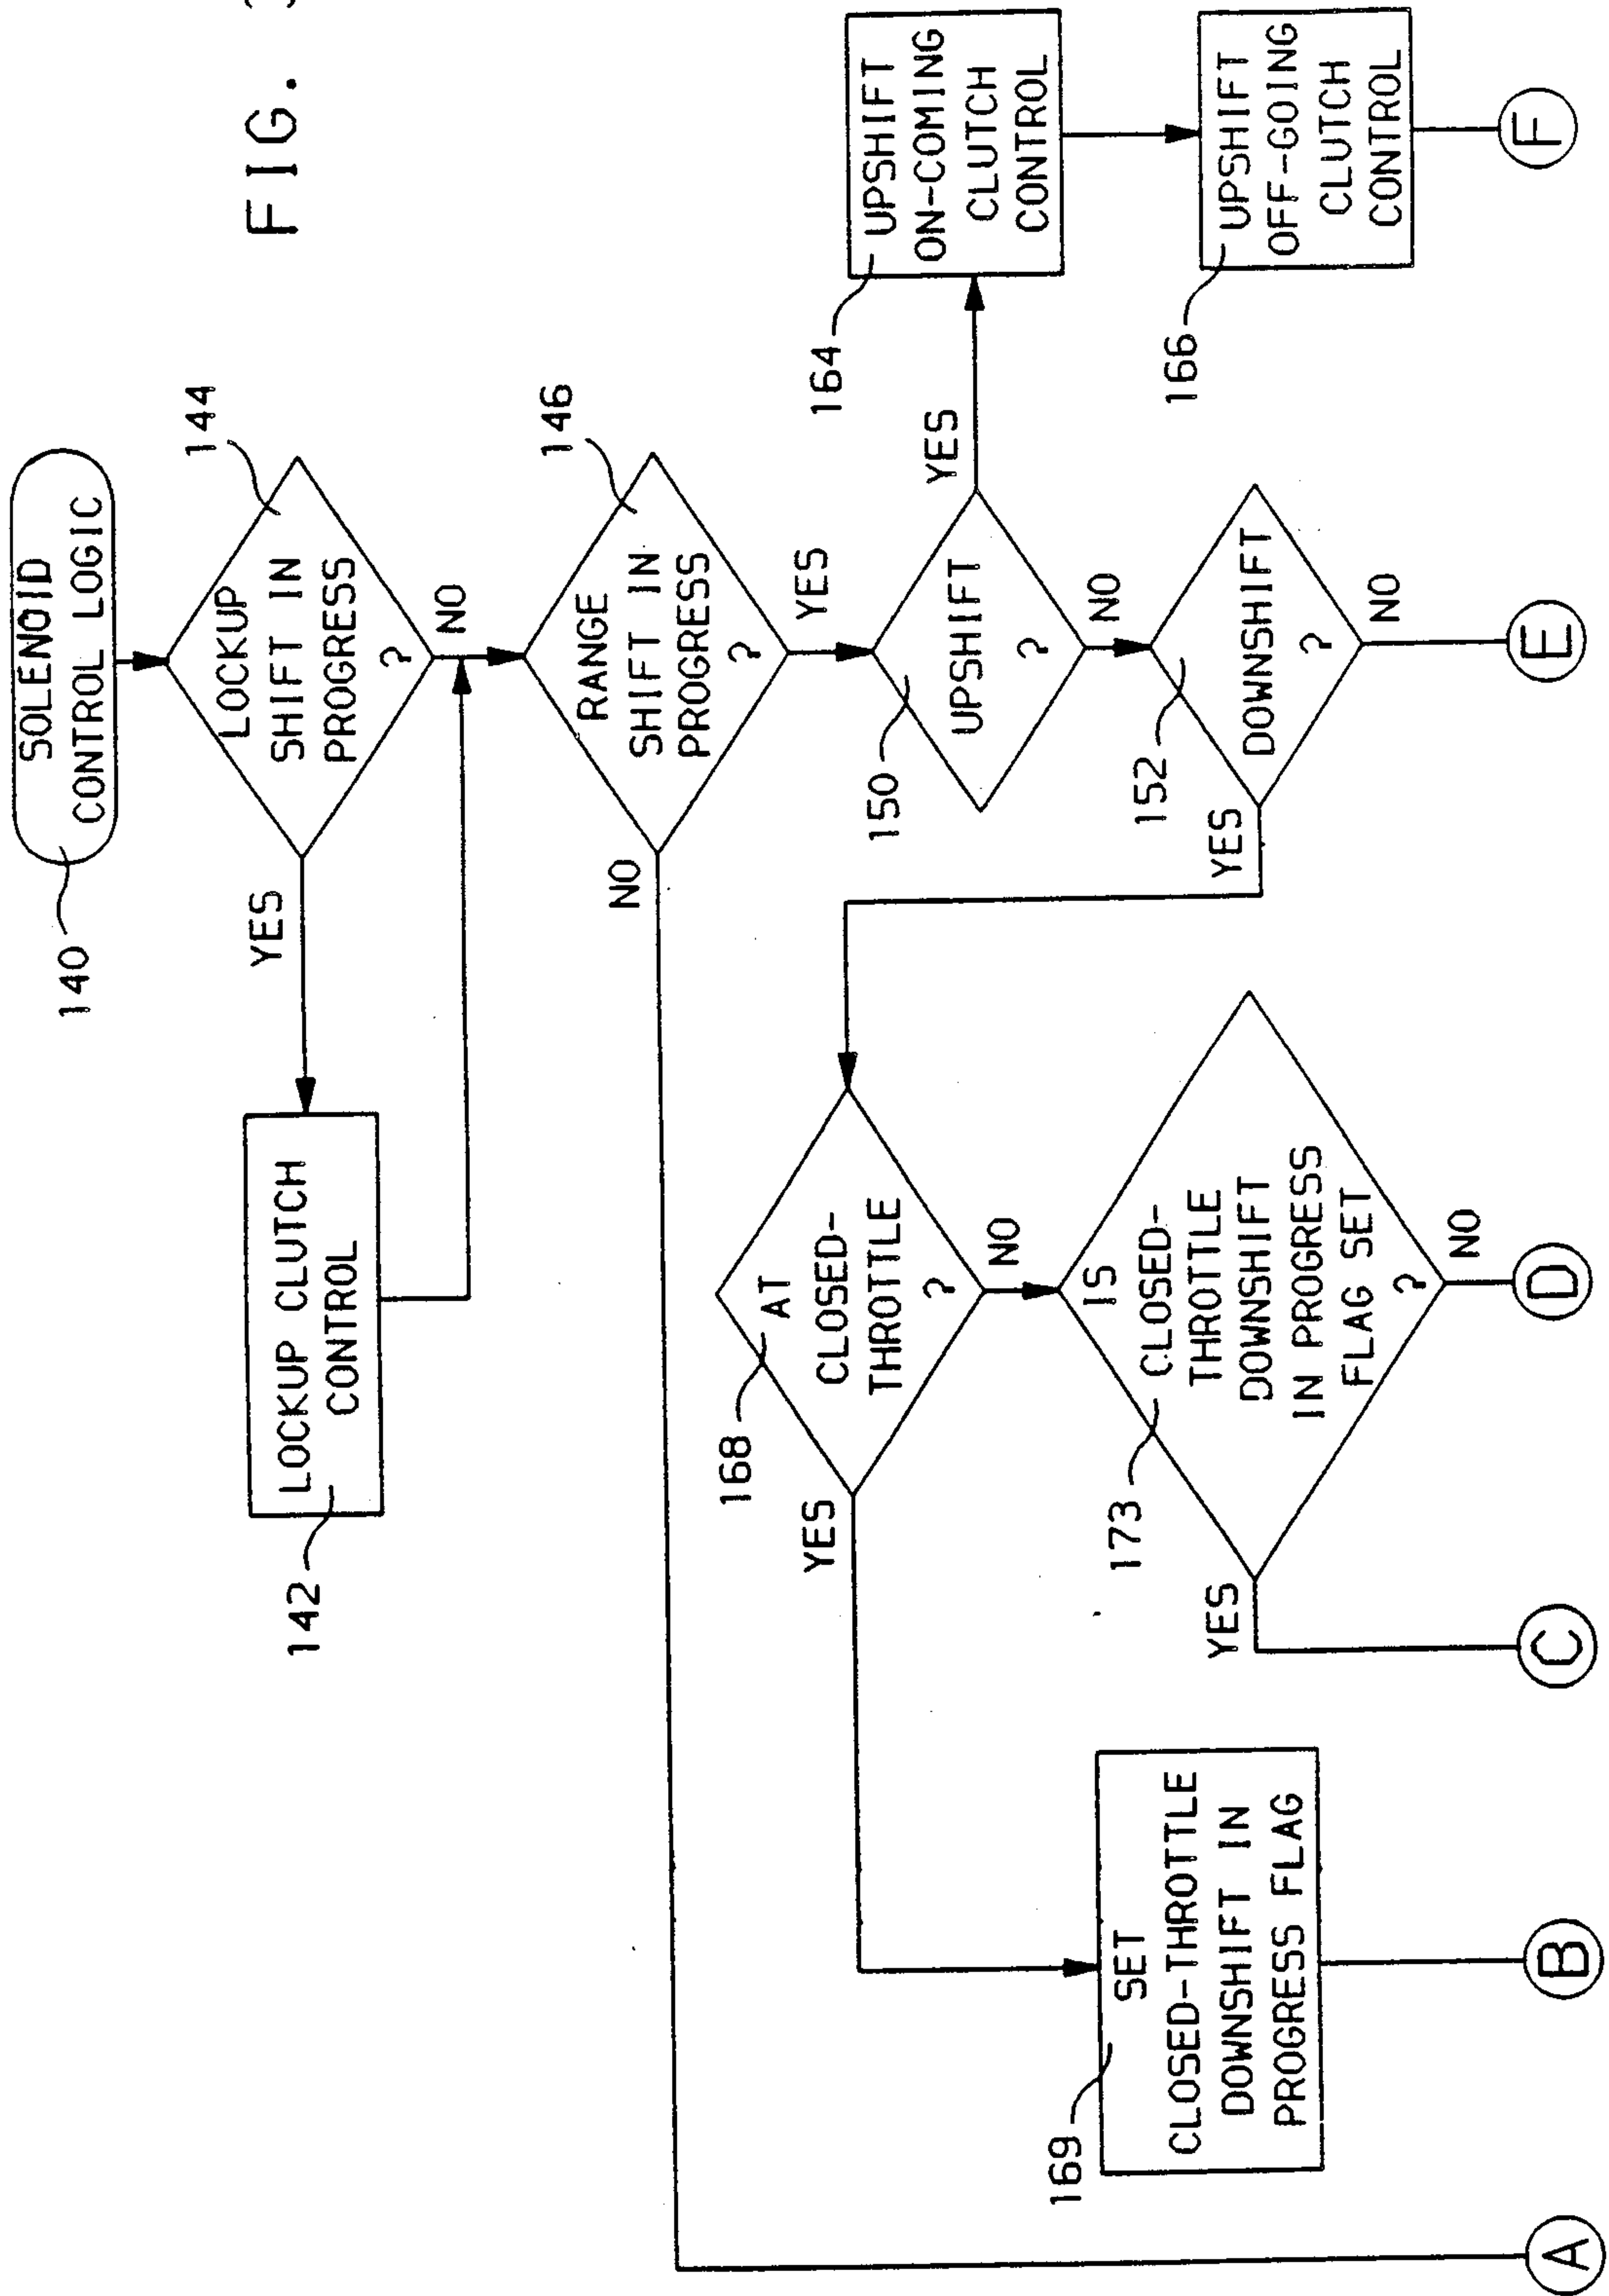 FIG.
SOLENOID
CONTROL LOGIC
140
LOCKUP
SHIFT IN
PROGRESS
?
144
YES
NO
LOCKUP CLUTCH
CONTROL
142
RANGE
SHIFT IN
PROGRESS
?
146
NO
YES
UPSHIFT
?
150
YES
NO
UPSHIFT
ON-COMING
CLUTCH
CONTROL
164
UPSHIFT
OFF-GOING
CLUTCH
CONTROL
166
DOWNSHIFT
?
152
YES
NO
AT
CLOSED-
THROTTLE
?
168
YES
NO
IS
CLOSED-
THROTTLE
DOWNSHIFT
IN PROGRESS
FLAG SET
?
173
YES
NO
SET
CLOSED-THROTTLE
DOWNSHIFT IN
PROGRESS FLAG
169
A
B
C
D
E
F